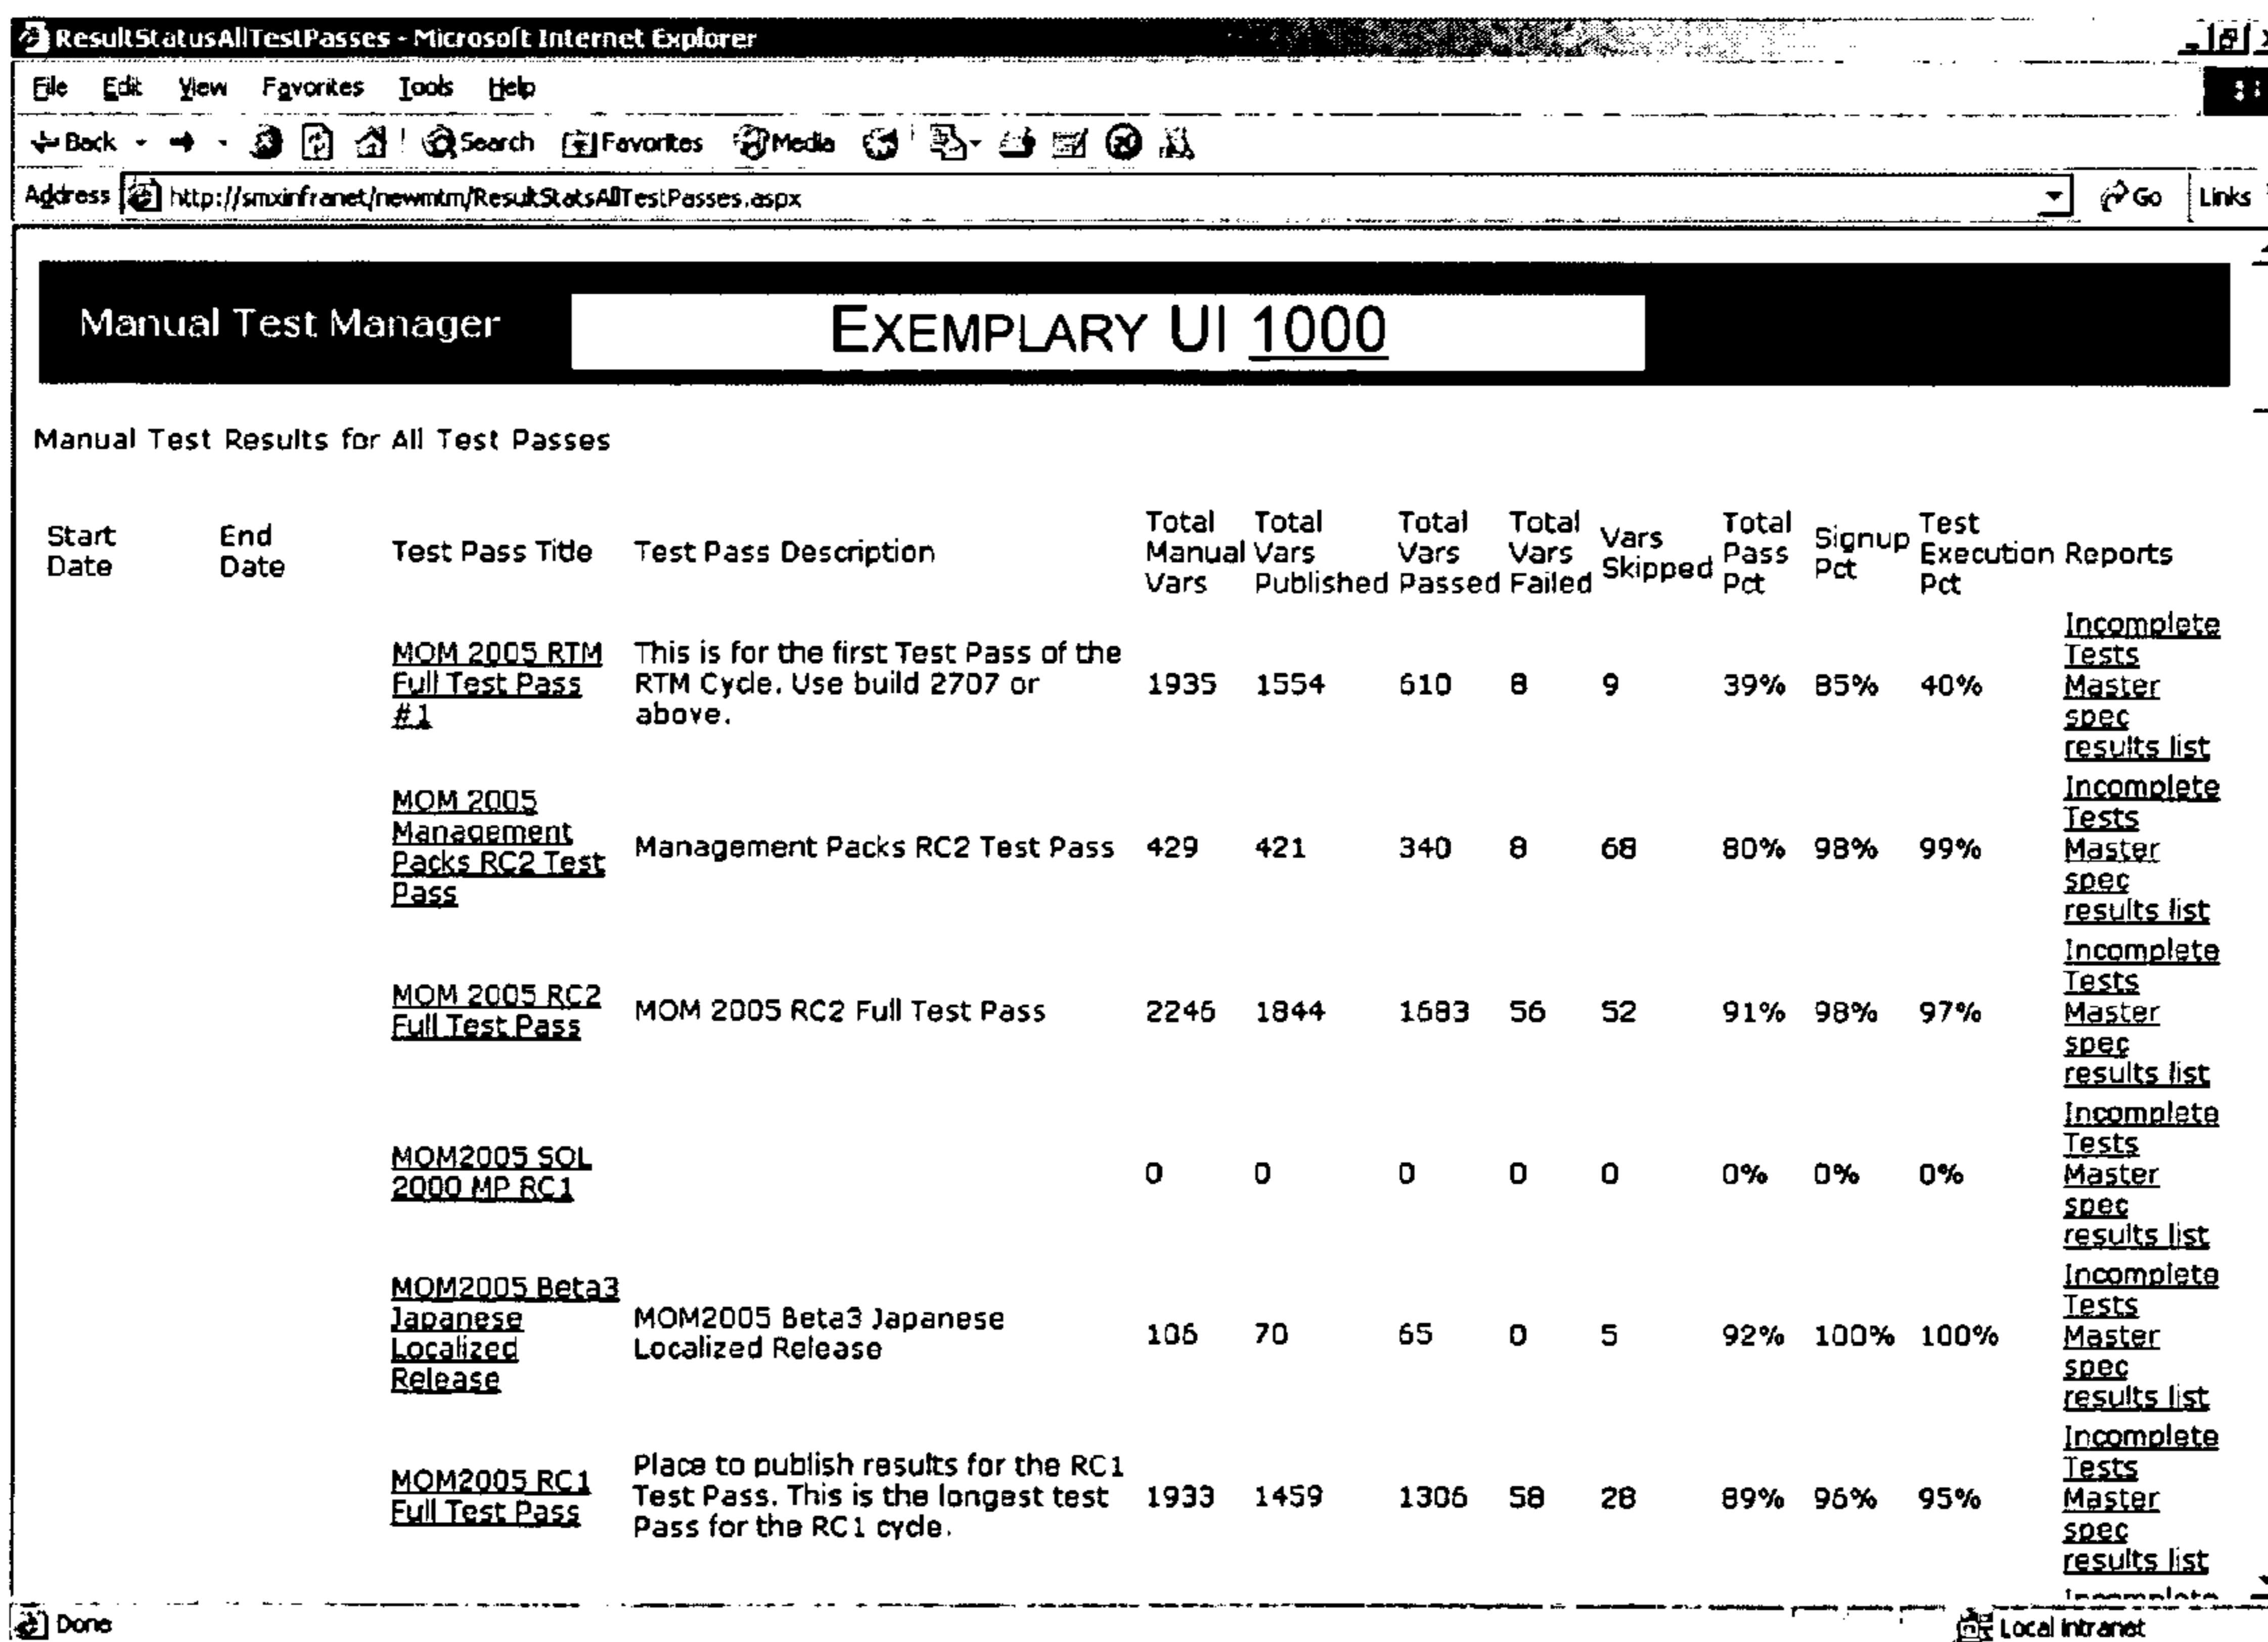 ResultStatusAllTestPasses - Microsoft Internet Explorer
File Edit View Favorites Tools Help
Back Search Favorites Media
Address http://smxinfranet/newmtm/ResultStatsAllTestPasses.aspx Go Links
Manual Test Manager EXEMPLARY UI 1000
Manual Test Results for All Test Passes
Start Date End Date Test Pass Title Test Pass Description Total Manual Vars Total Vars Published Total Vars Passed Total Vars Failed Vars Skipped Total Pass Pct Signup Pct Test Execution Pct Reports
MOM 2005 RTM Full Test Pass #1 This is for the first Test Pass of the RTM Cycle. Use build 2707 or above. 1935 1554 610 8 9 39% 85% 40% Incomplete Tests Master spec results list
MOM 2005 Management Packs RC2 Test Pass Management Packs RC2 Test Pass 429 421 340 8 68 80% 98% 99% Incomplete Tests Master spec results list
MOM 2005 RC2 Full Test Pass MOM 2005 RC2 Full Test Pass 2246 1844 1683 56 52 91% 98% 97% Incomplete Tests Master spec results list
MOM2005 SQL 2000 MP RC1 0 0 0 0 0 0% 0% 0% Incomplete Tests Master spec results list
MOM2005 Beta3 Japanese Localized Release MOM2005 Beta3 Japanese Localized Release 106 70 65 0 5 92% 100% 100% Incomplete Tests Master spec results list
MOM2005 RC1 Full Test Pass Place to publish results for the RC1 Test Pass. This is the longest test Pass for the RC1 cycle. 1933 1459 1306 58 28 89% 96% 95% Incomplete Tests Master spec results list
Incomplete
Done Local intranet